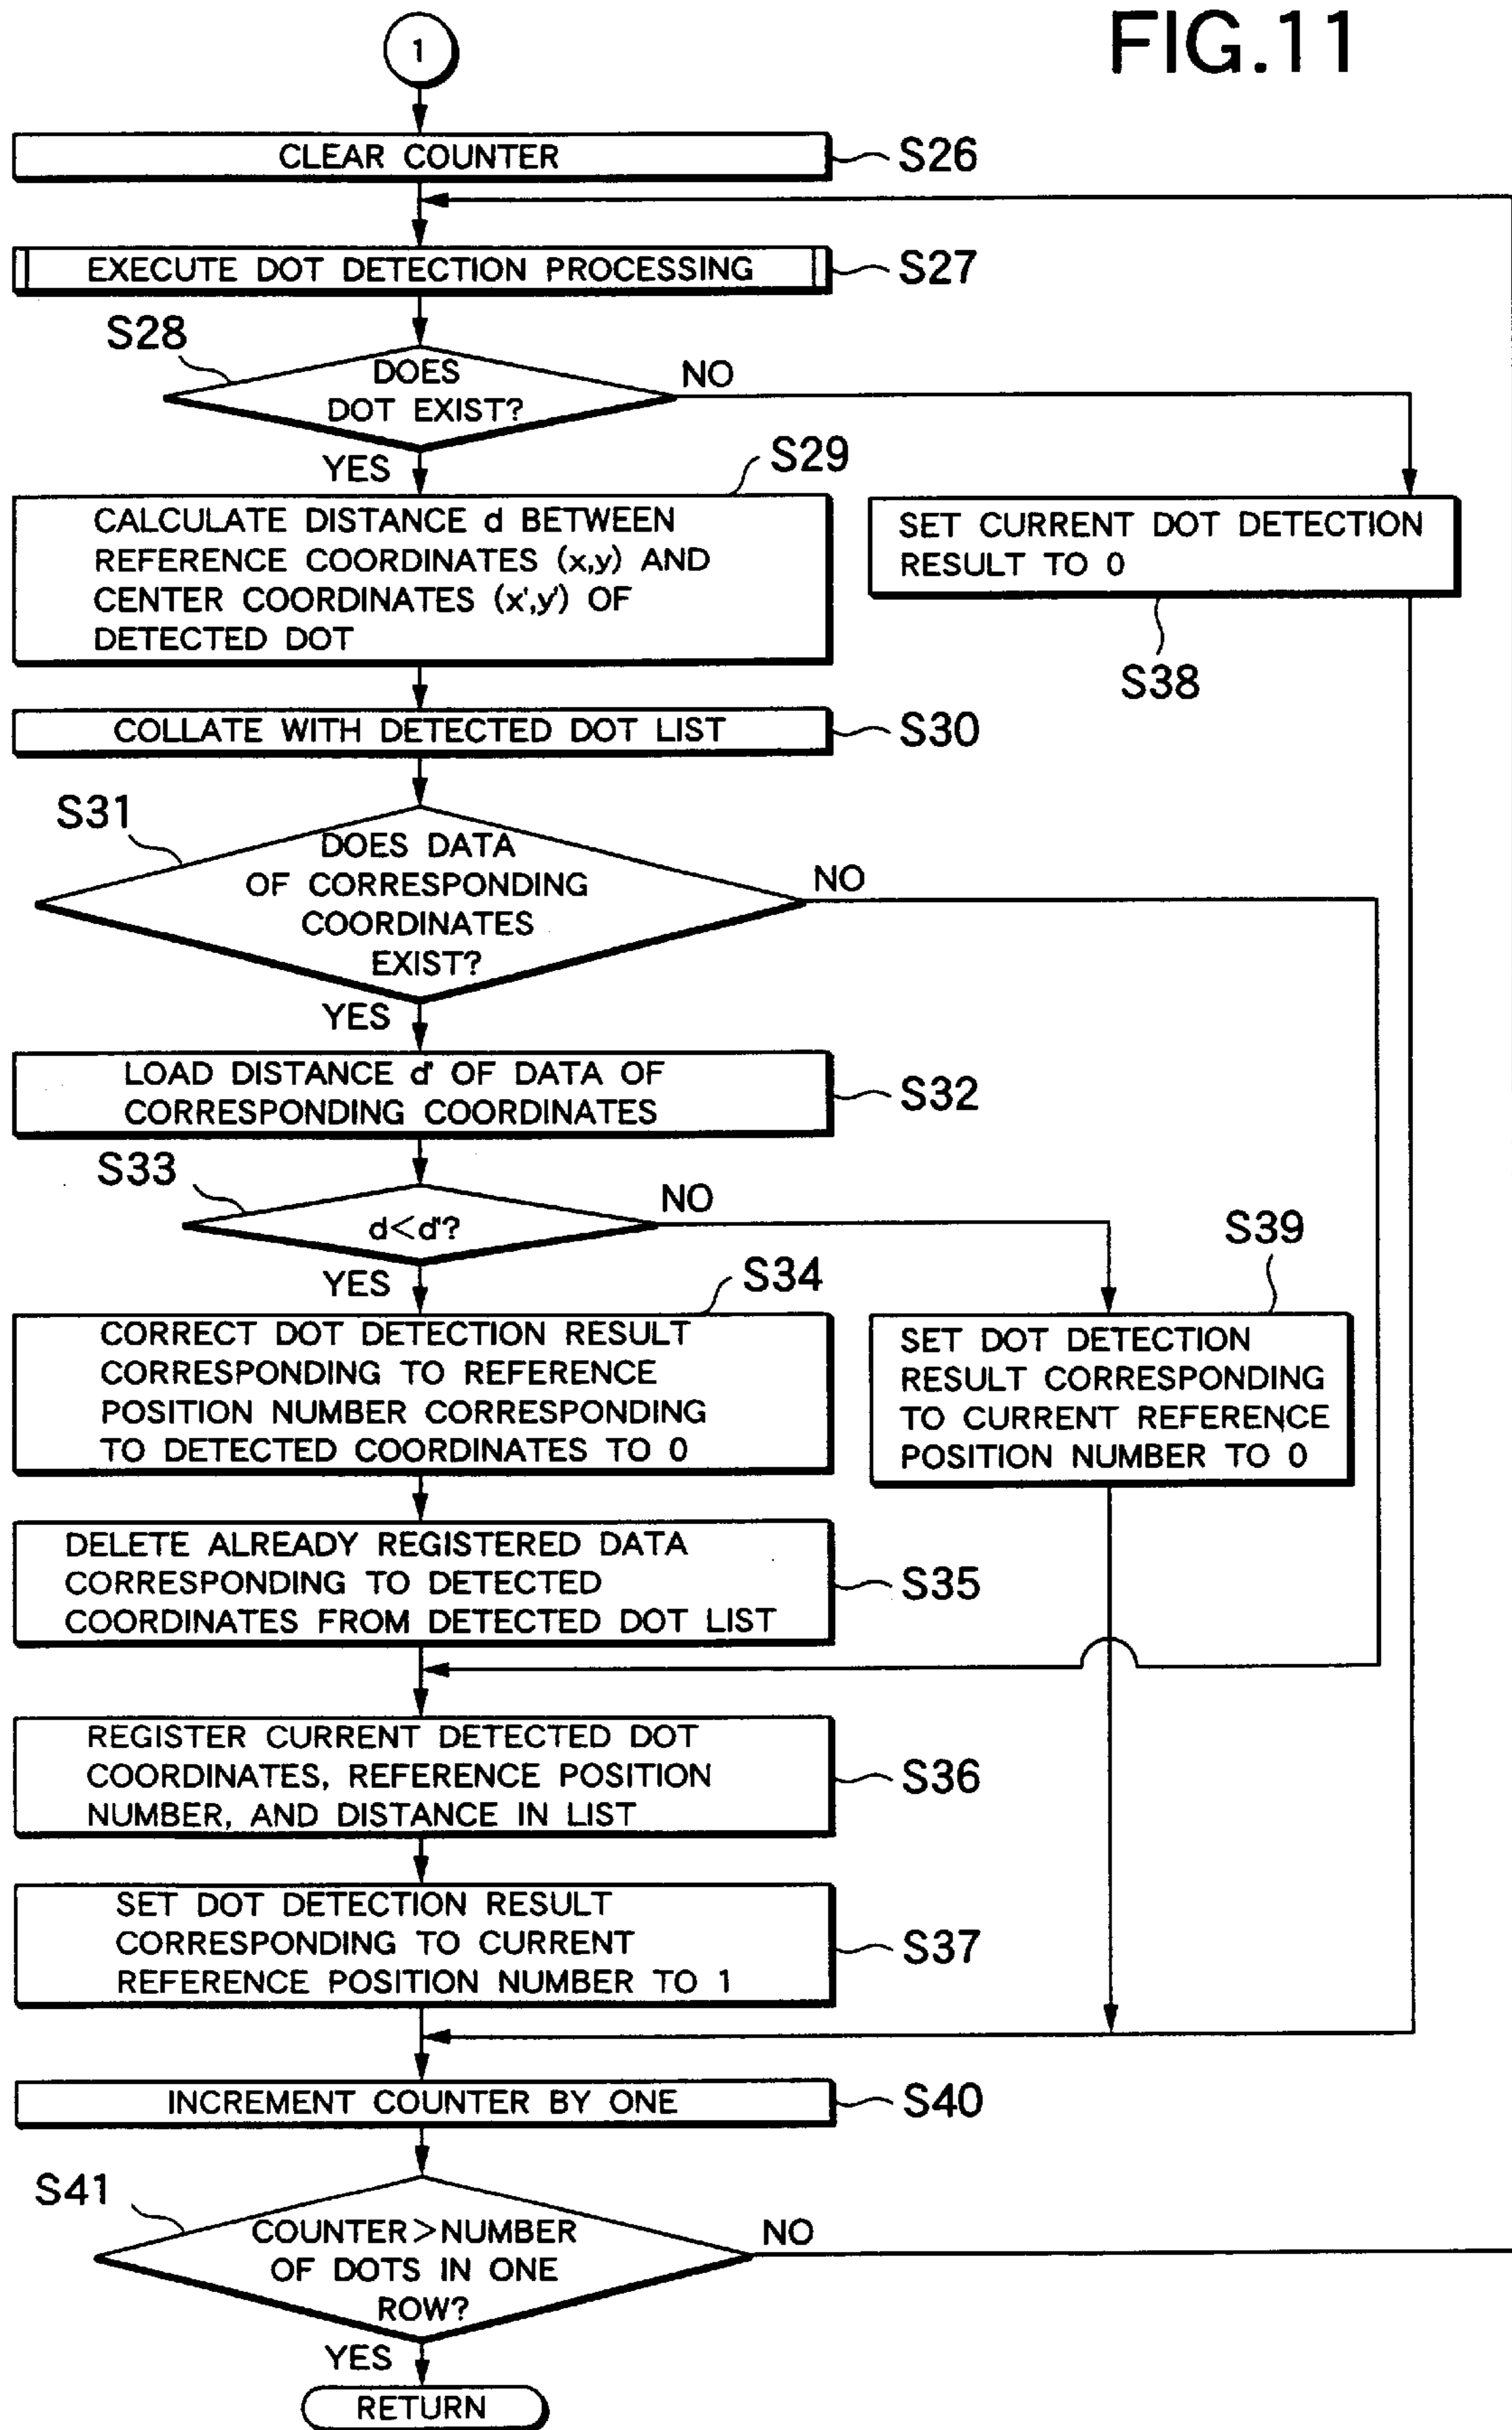 FIG.11
1
CLEAR COUNTER
S26
EXECUTE DOT DETECTION PROCESSING
S27
S28
DOES
DOT EXIST?
NO
YES
S29
CALCULATE DISTANCE d BETWEEN
REFERENCE COORDINATES (x,y) AND
CENTER COORDINATES (x',y') OF
DETECTED DOT
SET CURRENT DOT DETECTION
RESULT TO 0
S38
COLLATE WITH DETECTED DOT LIST
S30
S31
DOES DATA
OF CORRESPONDING
COORDINATES
EXIST?
NO
YES
LOAD DISTANCE d' OF DATA OF
CORRESPONDING COORDINATES
S32
S33
d<d'?
NO
YES
S34
CORRECT DOT DETECTION RESULT
CORRESPONDING TO REFERENCE
POSITION NUMBER CORRESPONDING
TO DETECTED COORDINATES TO 0
S39
SET DOT DETECTION
RESULT CORRESPONDING
TO CURRENT REFERENCE
POSITION NUMBER TO 0
DELETE ALREADY REGISTERED DATA
CORRESPONDING TO DETECTED
COORDINATES FROM DETECTED DOT LIST
S35
REGISTER CURRENT DETECTED DOT
COORDINATES, REFERENCE POSITION
NUMBER, AND DISTANCE IN LIST
S36
SET DOT DETECTION RESULT
CORRESPONDING TO CURRENT
REFERENCE POSITION NUMBER TO 1
S37
INCREMENT COUNTER BY ONE
S40
S41
COUNTER>NUMBER
OF DOTS IN ONE
ROW?
NO
YES
RETURN